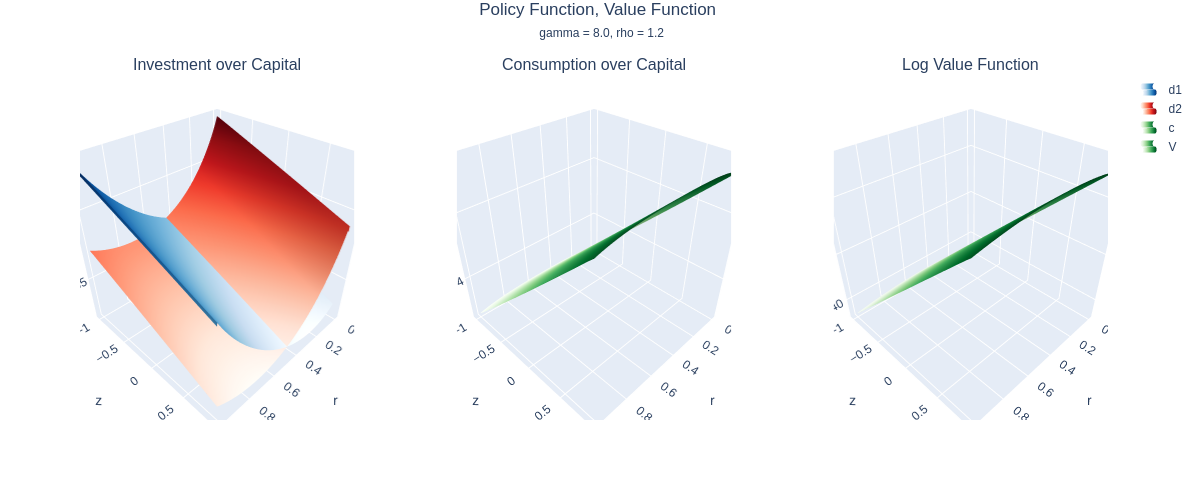 Policy Function, Value Function
gamma = 8.0, rho = 1.2
Investment over Capital
Consumption over Capital
Log Value Function
d1
d2
c
V
5
−1
−0.5
0
0.5
z
0
0.2
0.4
0.6
0.8
r
4
−1
−0.5
0
0.5
z
0
0.2
0.4
0.6
0.8
r
40
−1
−0.5
0
0.5
z
0
0.2
0.4
0.6
0.8
r